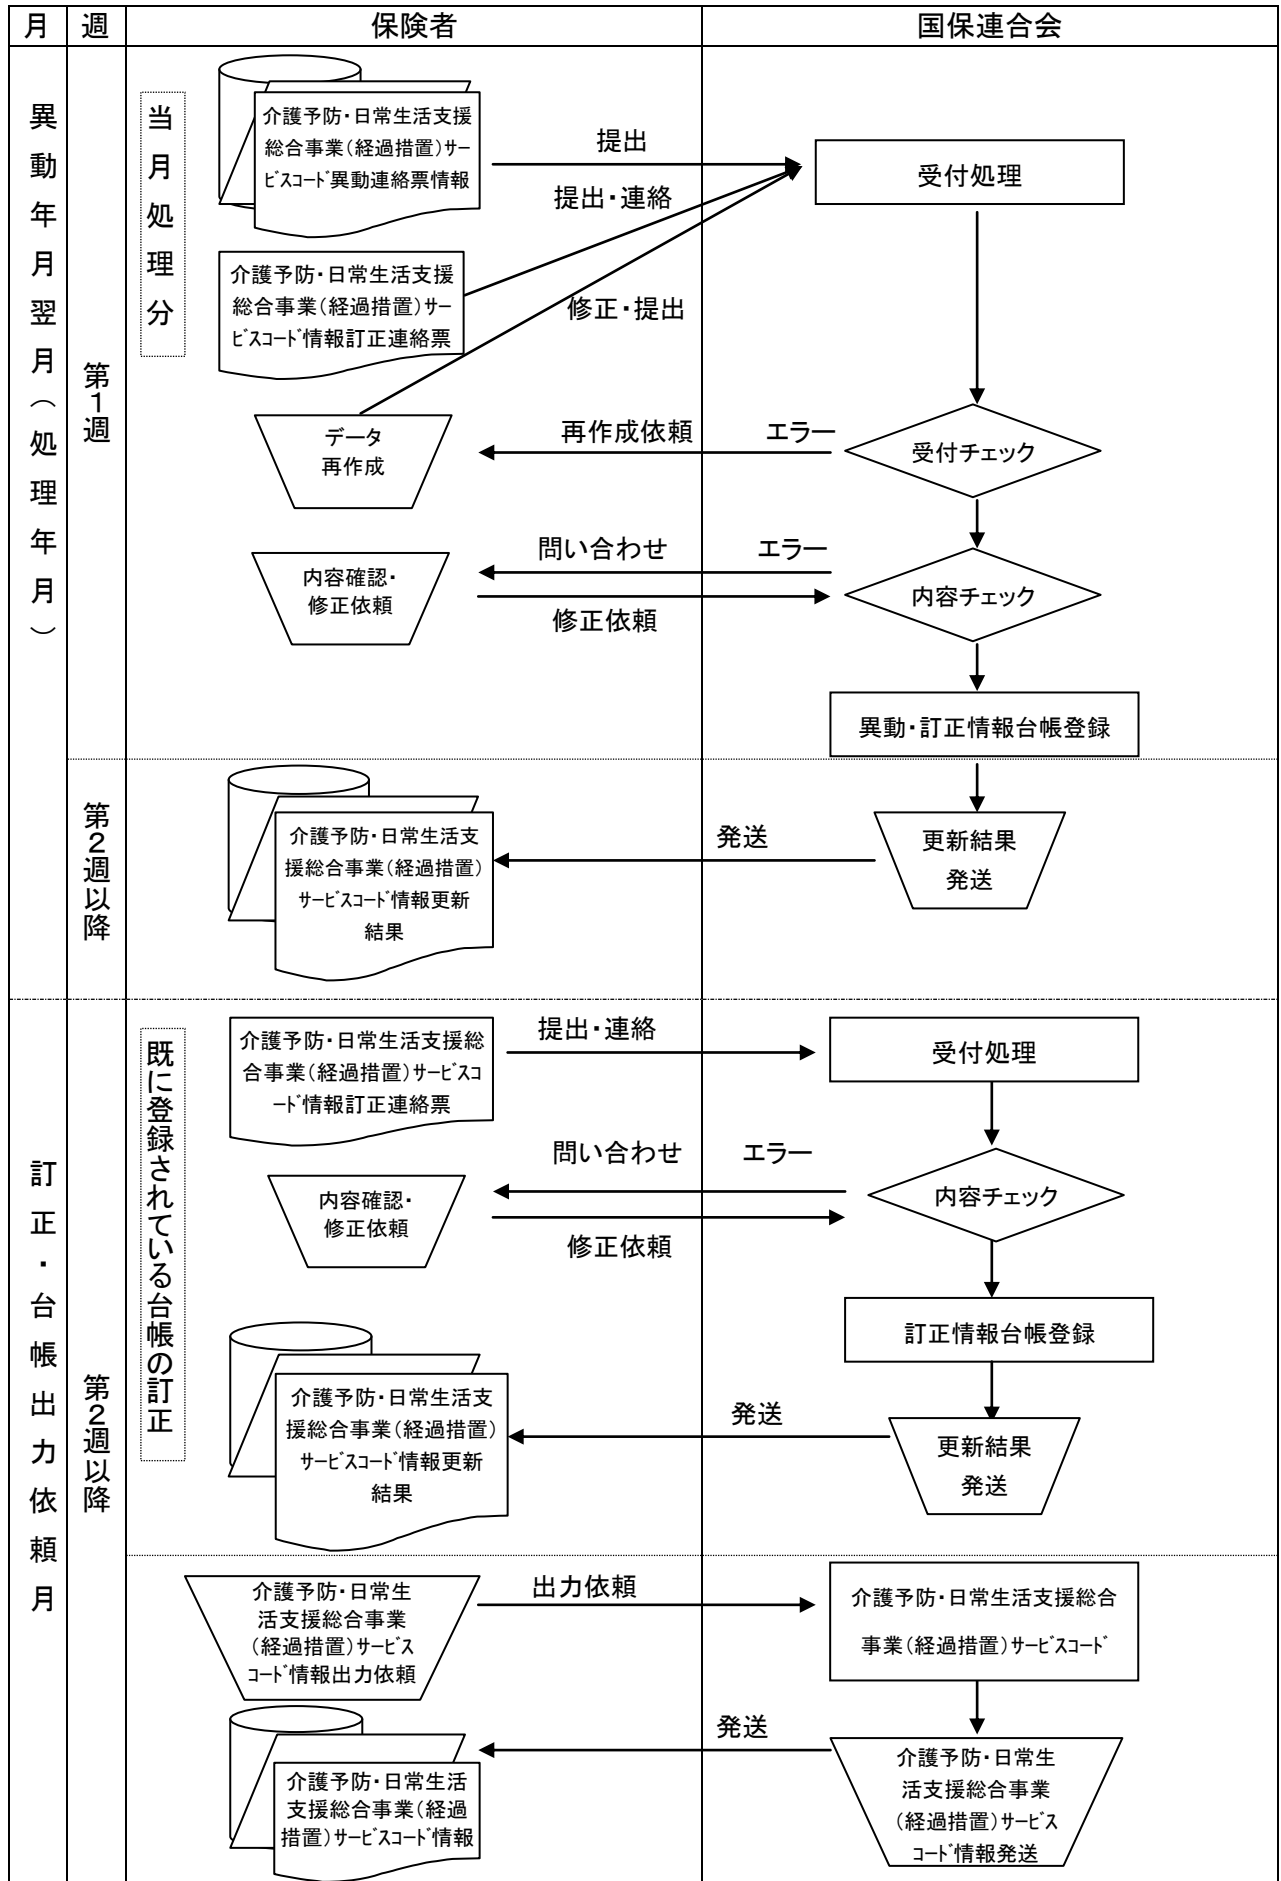 月
週
保険者
国保連合会
異動年月翌月（処理年月）
第1週
当月処理分
介護予防・日常生活支援
総合事業（経過措置）サー
ﾋﾞｽｺｰﾄﾞ異動連絡票情報
提出
受付処理
提出・連絡
介護予防・日常生活支援
総合事業（経過措置）サー
ﾋﾞｽｺｰﾄﾞ情報訂正連絡票
修正・提出
データ
再作成
再作成依頼
エラー
受付チェック
内容確認・
修正依頼
問い合わせ
エラー
修正依頼
内容チェック
異動・訂正情報台帳登録
第2週以降
介護予防・日常生活支
援総合事業（経過措置）
ｻｰﾋﾞｽｺｰﾄﾞ情報更新
結果
発送
更新結果
発送
訂正・台帳出力依頼月
第2週以降
既に登録されている台帳の訂正
介護予防・日常生活支援総
合事業（経過措置）サｰﾋﾞｽｺ
ｰﾄﾞ情報訂正連絡票
提出・連絡
受付処理
内容確認・
修正依頼
問い合わせ
エラー
修正依頼
内容チェック
訂正情報台帳登録
介護予防・日常生活支
援総合事業（経過措置）
ｻｰﾋﾞｽｺｰﾄﾞ情報更新
結果
発送
更新結果
発送
介護予防・日常生
活支援総合事業
（経過措置）サｰﾋﾞｽ
ｺｰﾄﾞ情報出力依頼
出力依頼
介護予防・日常生活支援総合
事業（経過措置）ｻｰﾋﾞｽｺｰﾄﾞ
介護予防・日常生活
支援総合事業（経過
措置）ｻｰﾋﾞｽｺｰﾄﾞ情報
発送
介護予防・日常生
活支援総合事業
（経過措置）サｰﾋﾞｽ
ｺｰﾄﾞ情報発送